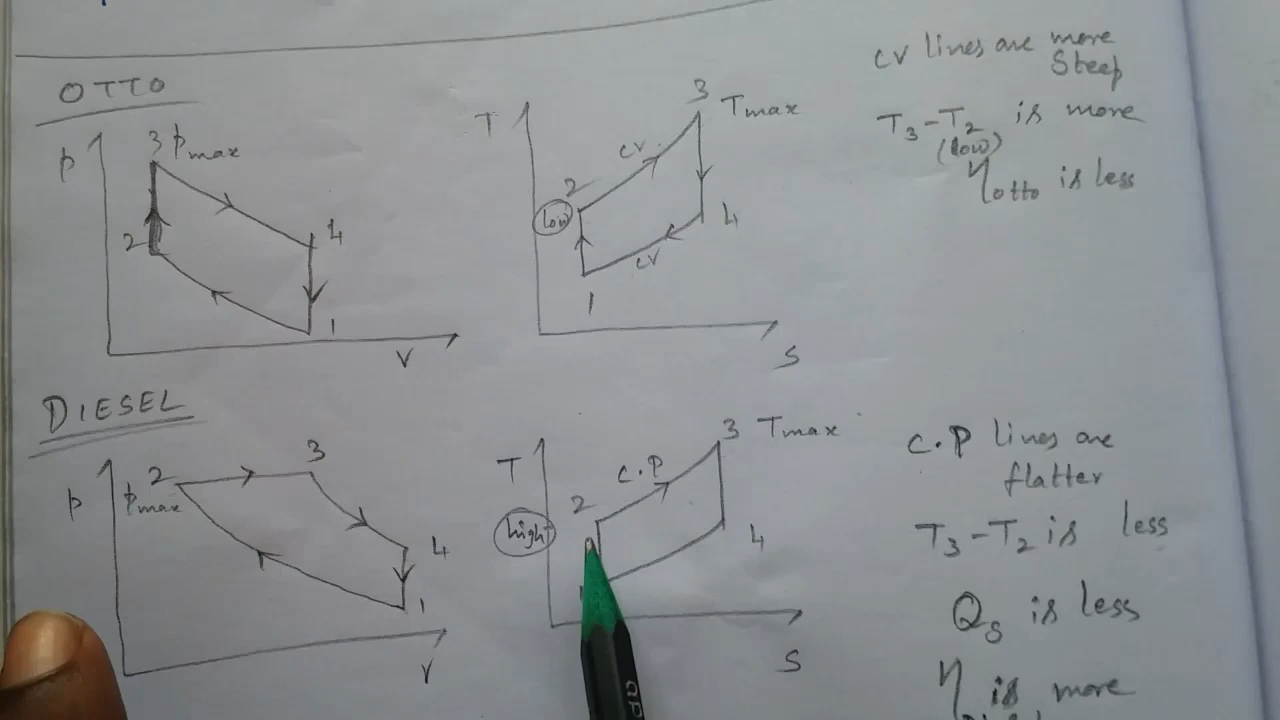 OTTO
p
3 pmax
2
4
1
V
T
3 Tmax
cv
2
low
4
cv
1
S
cv lines are more
Steep
T3-T2 is more
(low)
ηotto is less
DIESEL
p
2
pmax
3
4
1
V
T
3 Tmax
C.P
2
high
4
S
C.P lines are
flatter
T3-T2 is less
Qs is less
η is more